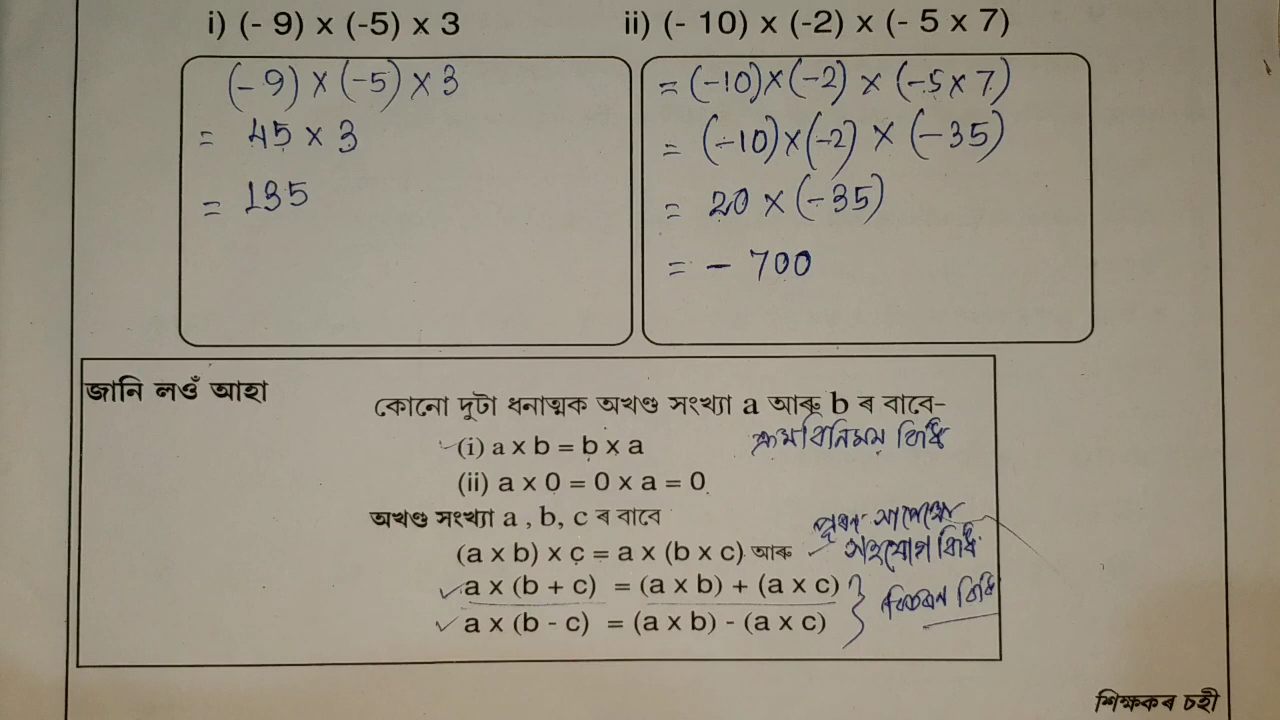 i) (- 9) x (-5) x 3
ii) (- 10) x (-2) x (- 5 x 7)
(-9) × (-5) × 3
= 45 × 3
= 135
= (-10)×(-2) × (-5×7)
= (-10)×(-2) × (-35)
= 20 × (-35)
= - 700
জানি লওঁ আহা
কোনো দুটা ধনাত্মক অখণ্ড সংখ্যা a আৰু b ৰ বাবে–
(i) a x b = b x a ক্ৰমবিনিময় বিধি
(ii) a x 0 = 0 x a = 0
অখণ্ড সংখ্যা a , b, c ৰ বাবে
পূৰণ সাপেক্ষে
(a x b) x c = a x (b x c) আৰু সহযোগ বিধি
a x (b + c) = (a x b) + (a x c)
বিতৰণ বিধি
a x (b - c) = (a x b) - (a x c)
শিক্ষকৰ চহী